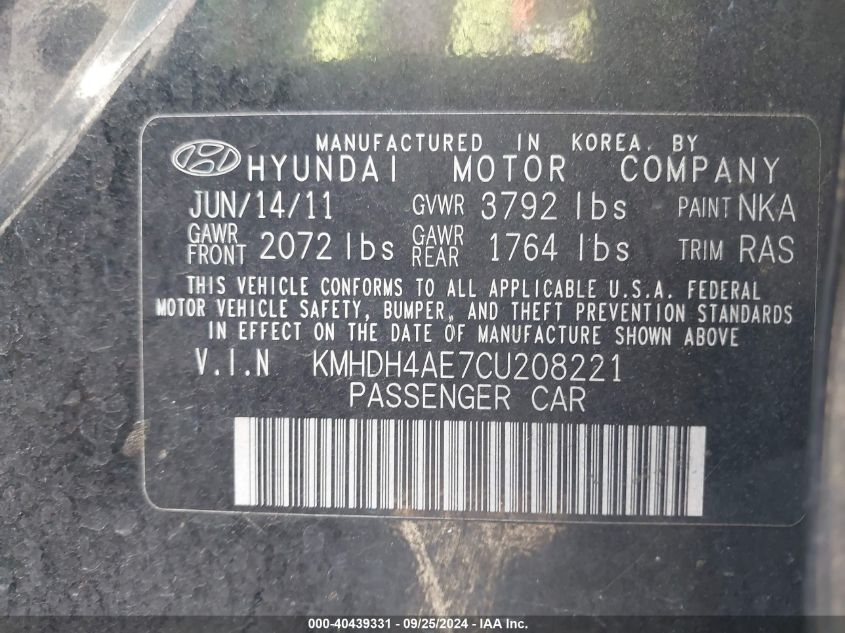 MANUFACTURED IN KOREA. BY
HYUNDAI MOTOR COMPANY
JUN/14/11 GVWR 3792 lbs PAINT NKA
GAWR FRONT 2072 lbs GAWR REAR 1764 lbs TRIM RAS
THIS VEHICLE CONFORMS TO ALL APPLICABLE U.S.A. FEDERAL
MOTOR VEHICLE SAFETY, BUMPER, AND THEFT PREVENTION STANDARDS
IN EFFECT ON THE DATE OF MANUFACTURE SHOWN ABOVE
V.I.N KMHDH4AE7CU208221
PASSENGER CAR
000-40439331 - 09/25/2024 - IAA Inc.